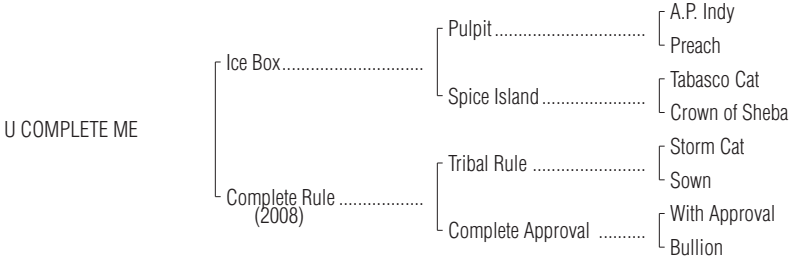 A.P. Indy
Pulpit..............................
Preach
Ice Box............................
Tabasco Cat
Spice Island.....................
Crown of Sheba
U COMPLETE ME
Storm Cat
Tribal Rule .......................
Sown
Complete Rule .................
(2008)
With Approval
Complete Approval ..........
Bullion